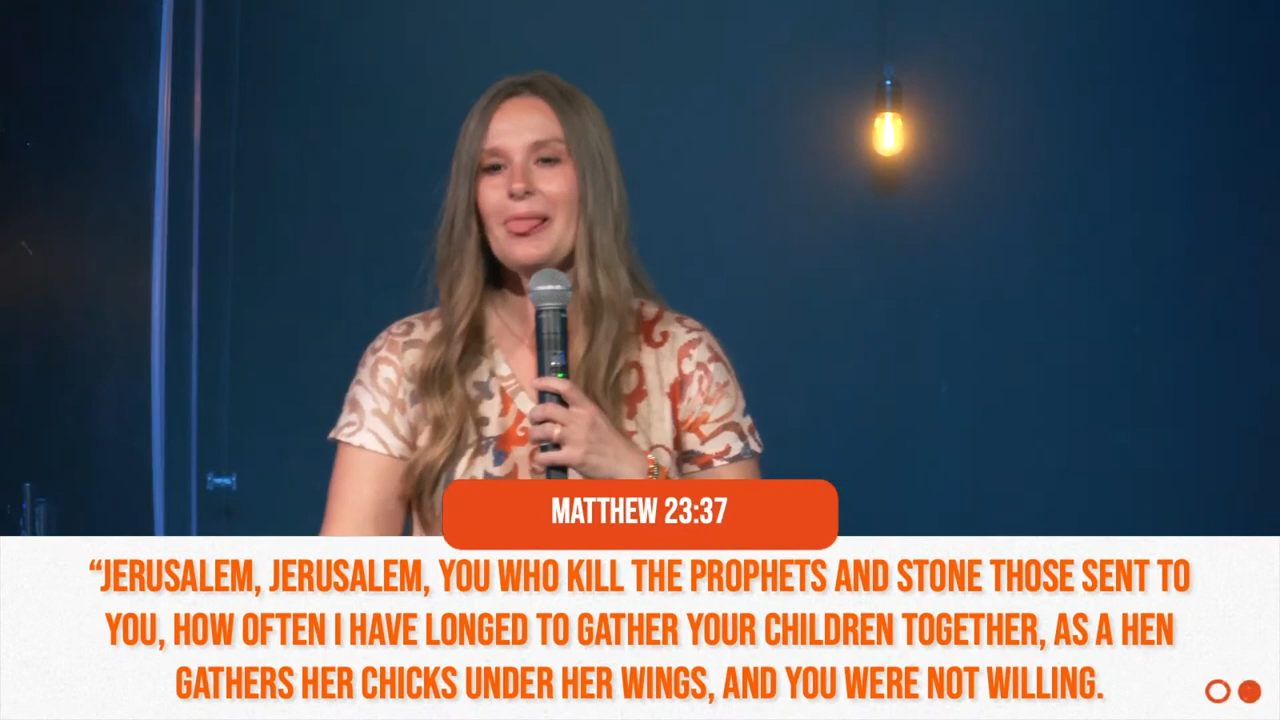 MATTHEW 23:37
“JERUSALEM, JERUSALEM, YOU WHO KILL THE PROPHETS AND STONE THOSE SENT TO
YOU, HOW OFTEN I HAVE LONGED TO GATHER YOUR CHILDREN TOGETHER, AS A HEN
GATHERS HER CHICKS UNDER HER WINGS, AND YOU WERE NOT WILLING.